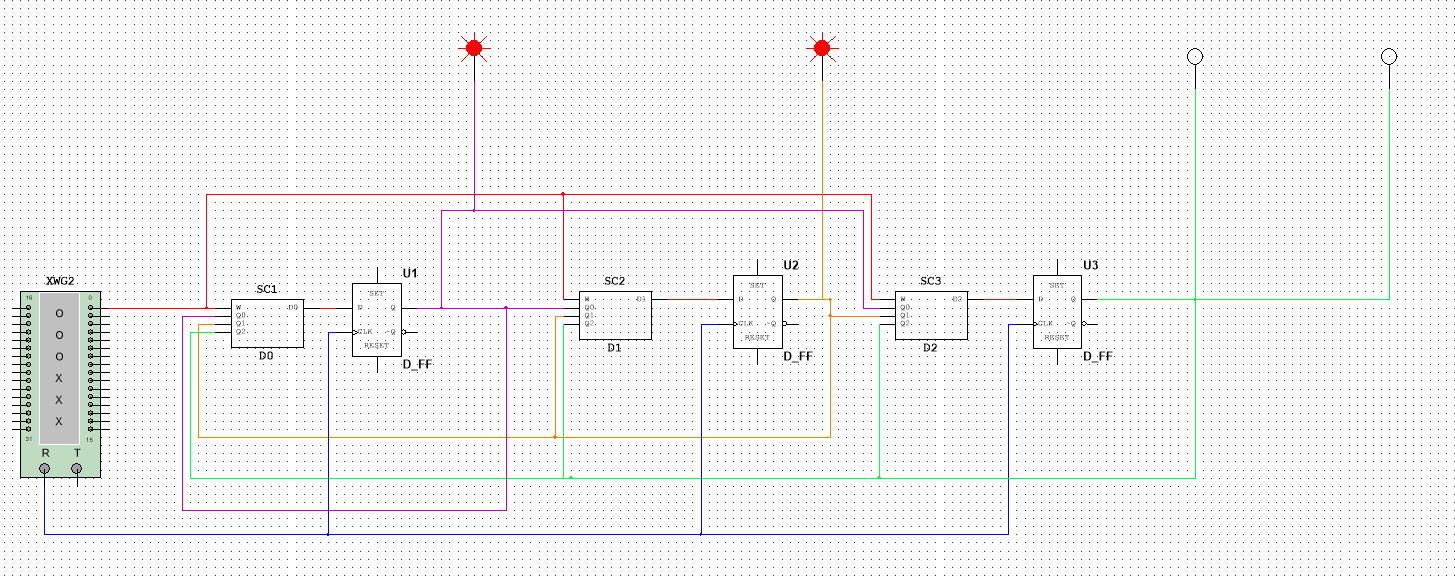 XWG2
16 0
O
O
O
X
X
X
31 15
R T
SC1
W D0
Q0
Q1
Q2
D0
U1
SET
D Q
CLK ~Q
RESET
D_FF
SC2
W D1
Q0
Q1
Q2
D1
U2
SET
D Q
CLK ~Q
RESET
D_FF
SC3
W D2
Q0
Q1
Q2
D2
U3
SET
D Q
CLK ~Q
RESET
D_FF